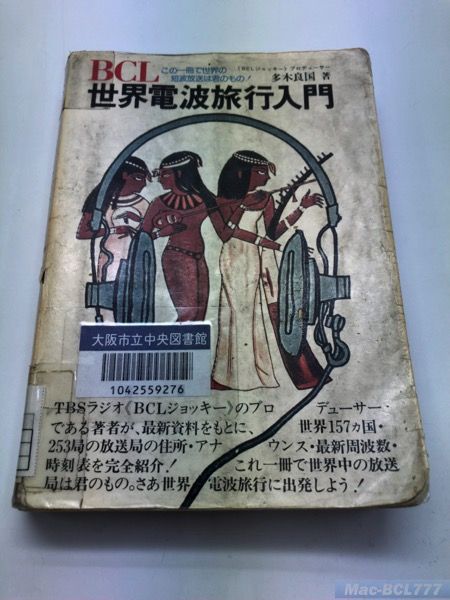 BCL
この一冊で世界の
短波放送は君のもの!
(BCLジョッキー)プロデューサー
多木良国 著
世界電波旅行入門
大阪市立中央図書館
1042559276
TBSラジオ《BCLジョッキー》のプロ デューサー
である著者が、最新資料をもとに、 世界157ヵ国・
253局の放送局の住所・アナ ウンス・最新周波数・
時刻表を完全紹介! これ一冊で世界中の放送
局は君のもの。さあ世界 電波旅行に出発しよう!
Mac-BCL777